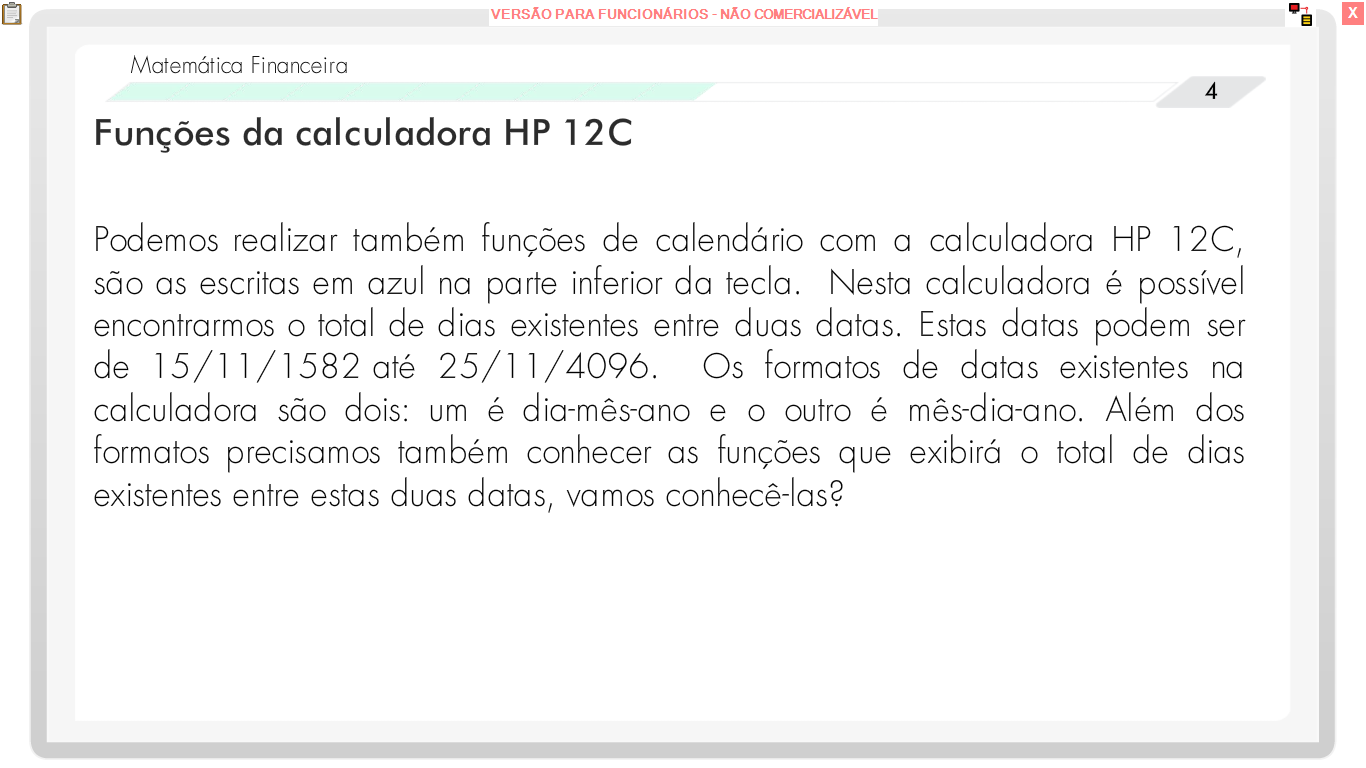 VERSÃO PARA FUNCIONÁRIOS - NÃO COMERCIALIZÁVEL
X
Matemática Financeira
4
Funções da calculadora HP 12C
Podemos realizar também funções de calendário com a calculadora HP 12C,
são as escritas em azul na parte inferior da tecla. Nesta calculadora é possível
encontrarmos o total de dias existentes entre duas datas. Estas datas podem ser
de 15/11/1582 até 25/11/4096. Os formatos de datas existentes na
calculadora são dois: um é dia-mês-ano e o outro é mês-dia-ano. Além dos
formatos precisamos também conhecer as funções que exibirá o total de dias
existentes entre estas duas datas, vamos conhecê-las?